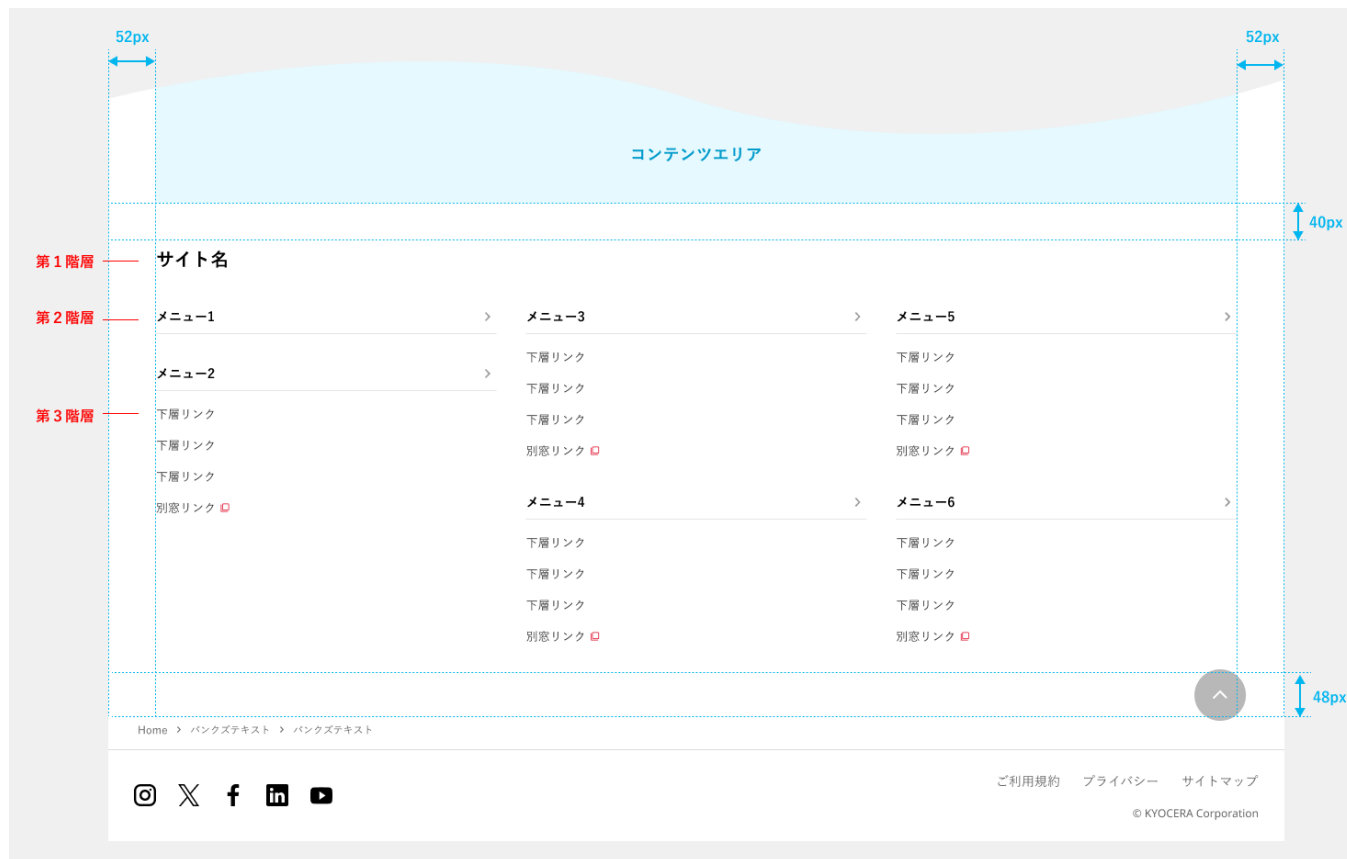 52px
52px
コンテンツエリア
40px
第1階層
サイト名
第2階層
メニュー1
メニュー2
第3階層
下層リンク
下層リンク
下層リンク
別窓リンク
メニュー3
下層リンク
下層リンク
下層リンク
別窓リンク
メニュー4
下層リンク
下層リンク
下層リンク
別窓リンク
メニュー5
下層リンク
下層リンク
下層リンク
別窓リンク
メニュー6
下層リンク
下層リンク
下層リンク
別窓リンク
48px
Home > パンクズテキスト > パンクズテキスト
ご利用規約 プライバシー サイトマップ
© KYOCERA Corporation